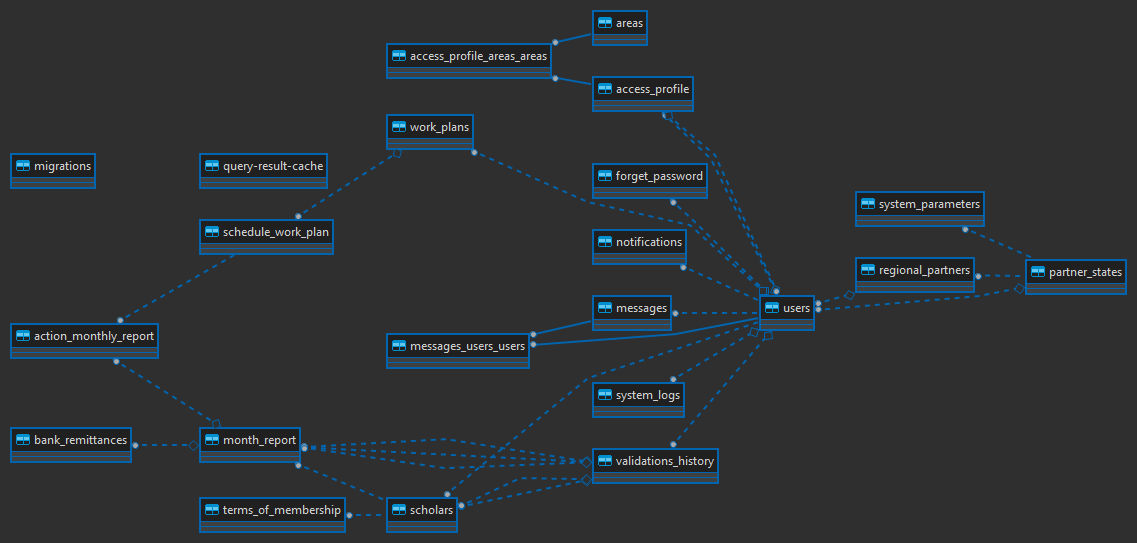 areas
access_profile_areas_areas
access_profile
work_plans
migrations
query-result-cache
forget_password
system_parameters
schedule_work_plan
notifications
regional_partners
partner_states
messages
users
action_monthly_report
messages_users_users
system_logs
bank_remittances
month_report
validations_history
terms_of_membership
scholars